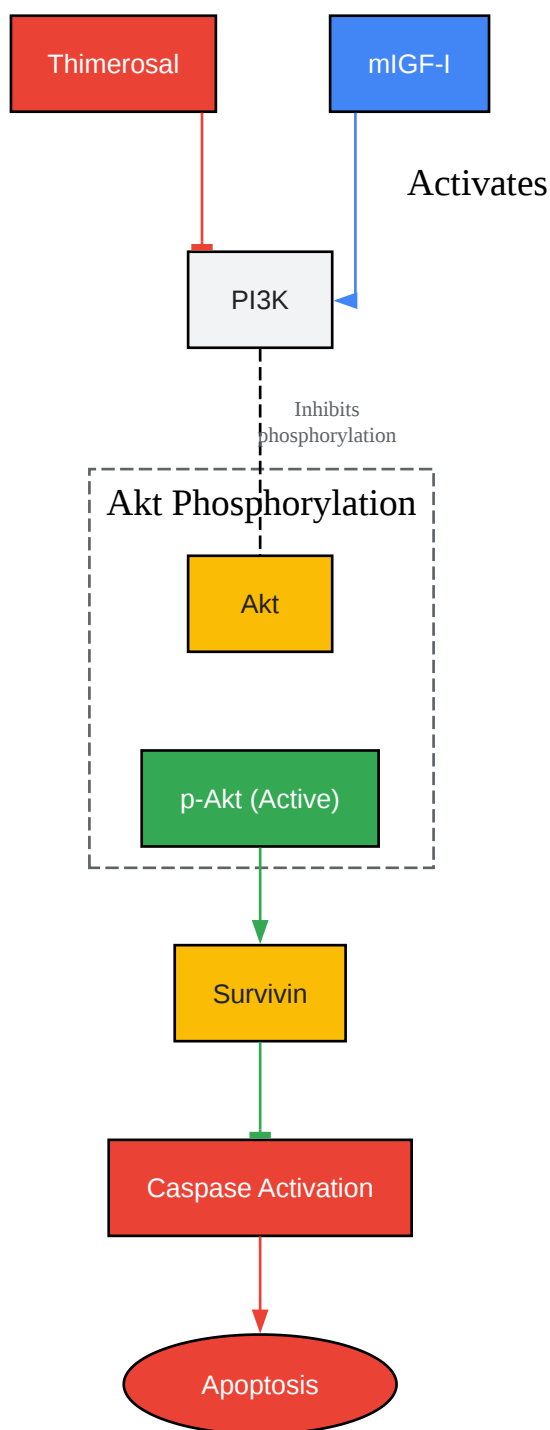 Thimerosal
mIGF-I
Activates
PI3K
Inhibits
phosphorylation
Akt Phosphorylation
Akt
p-Akt (Active)
Survivin
Caspase Activation
Apoptosis